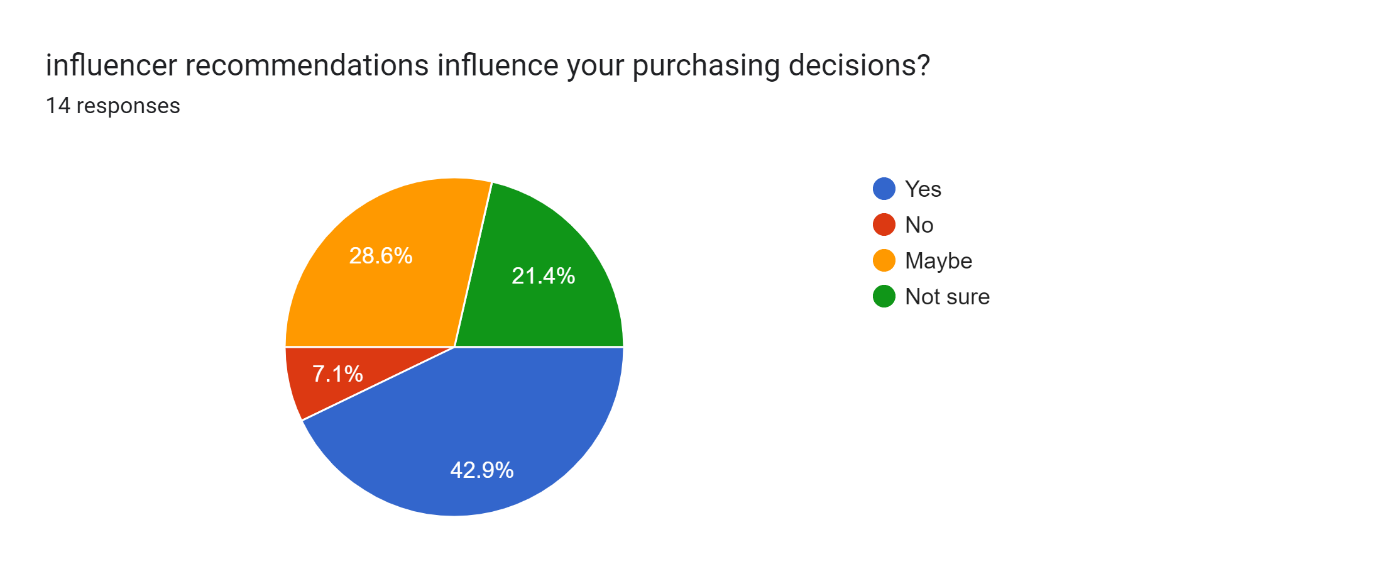 influencer recommendations influence your purchasing decisions?
14 responses
28.6%
21.4%
7.1%
42.9%
Yes
No
Maybe
Not sure